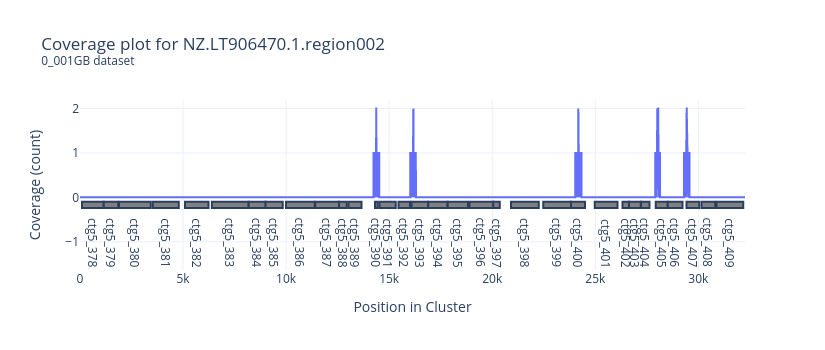 Coverage plot for NZ.LT906470.1.region002
0_001GB dataset
Coverage (count)
2
1
0
−1
ctg5_378
ctg5_379
ctg5_380
ctg5_381
ctg5_382
ctg5_383
ctg5_384
ctg5_385
ctg5_386
ctg5_387
ctg5_388
ctg5_389
ctg5_390
ctg5_391
ctg5_392
ctg5_393
ctg5_394
ctg5_395
ctg5_396
ctg5_397
ctg5_398
ctg5_399
ctg5_400
ctg5_401
ctg5_402
ctg5_403
ctg5_404
ctg5_405
ctg5_406
ctg5_407
ctg5_408
ctg5_409
0 5k 10k 15k 20k 25k 30k
Position in Cluster